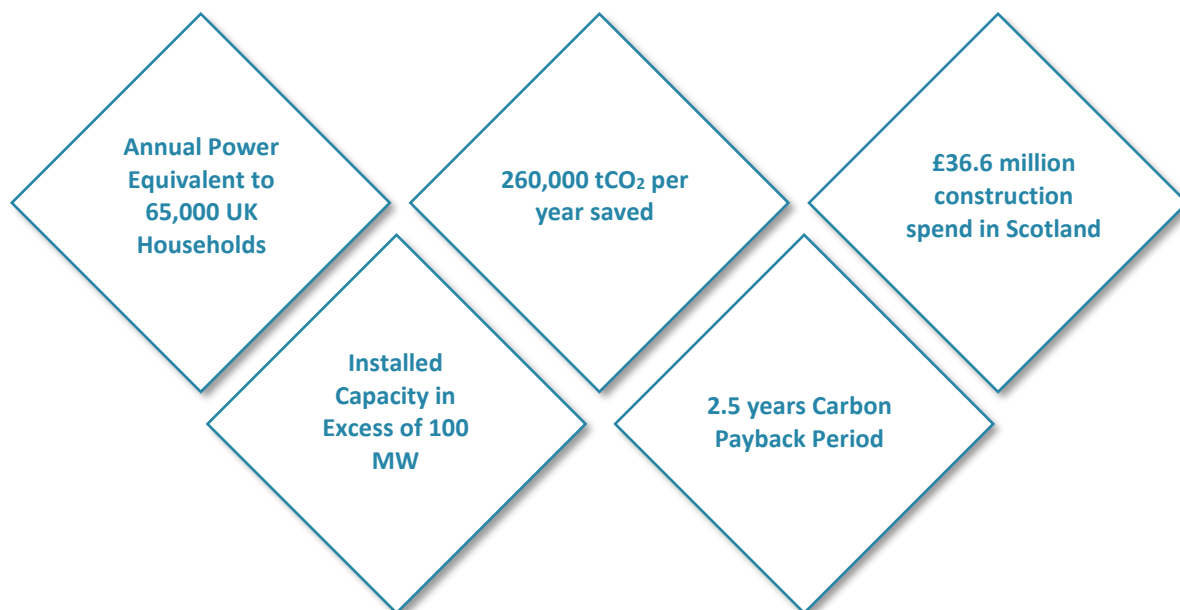 Annual Power
Equivalent to
65,000 UK
Households
260,000 tCO₂ per
year saved
£36.6 million
construction
spend in Scotland
Installed
Capacity in
Excess of 100
MW
2.5 years Carbon
Payback Period